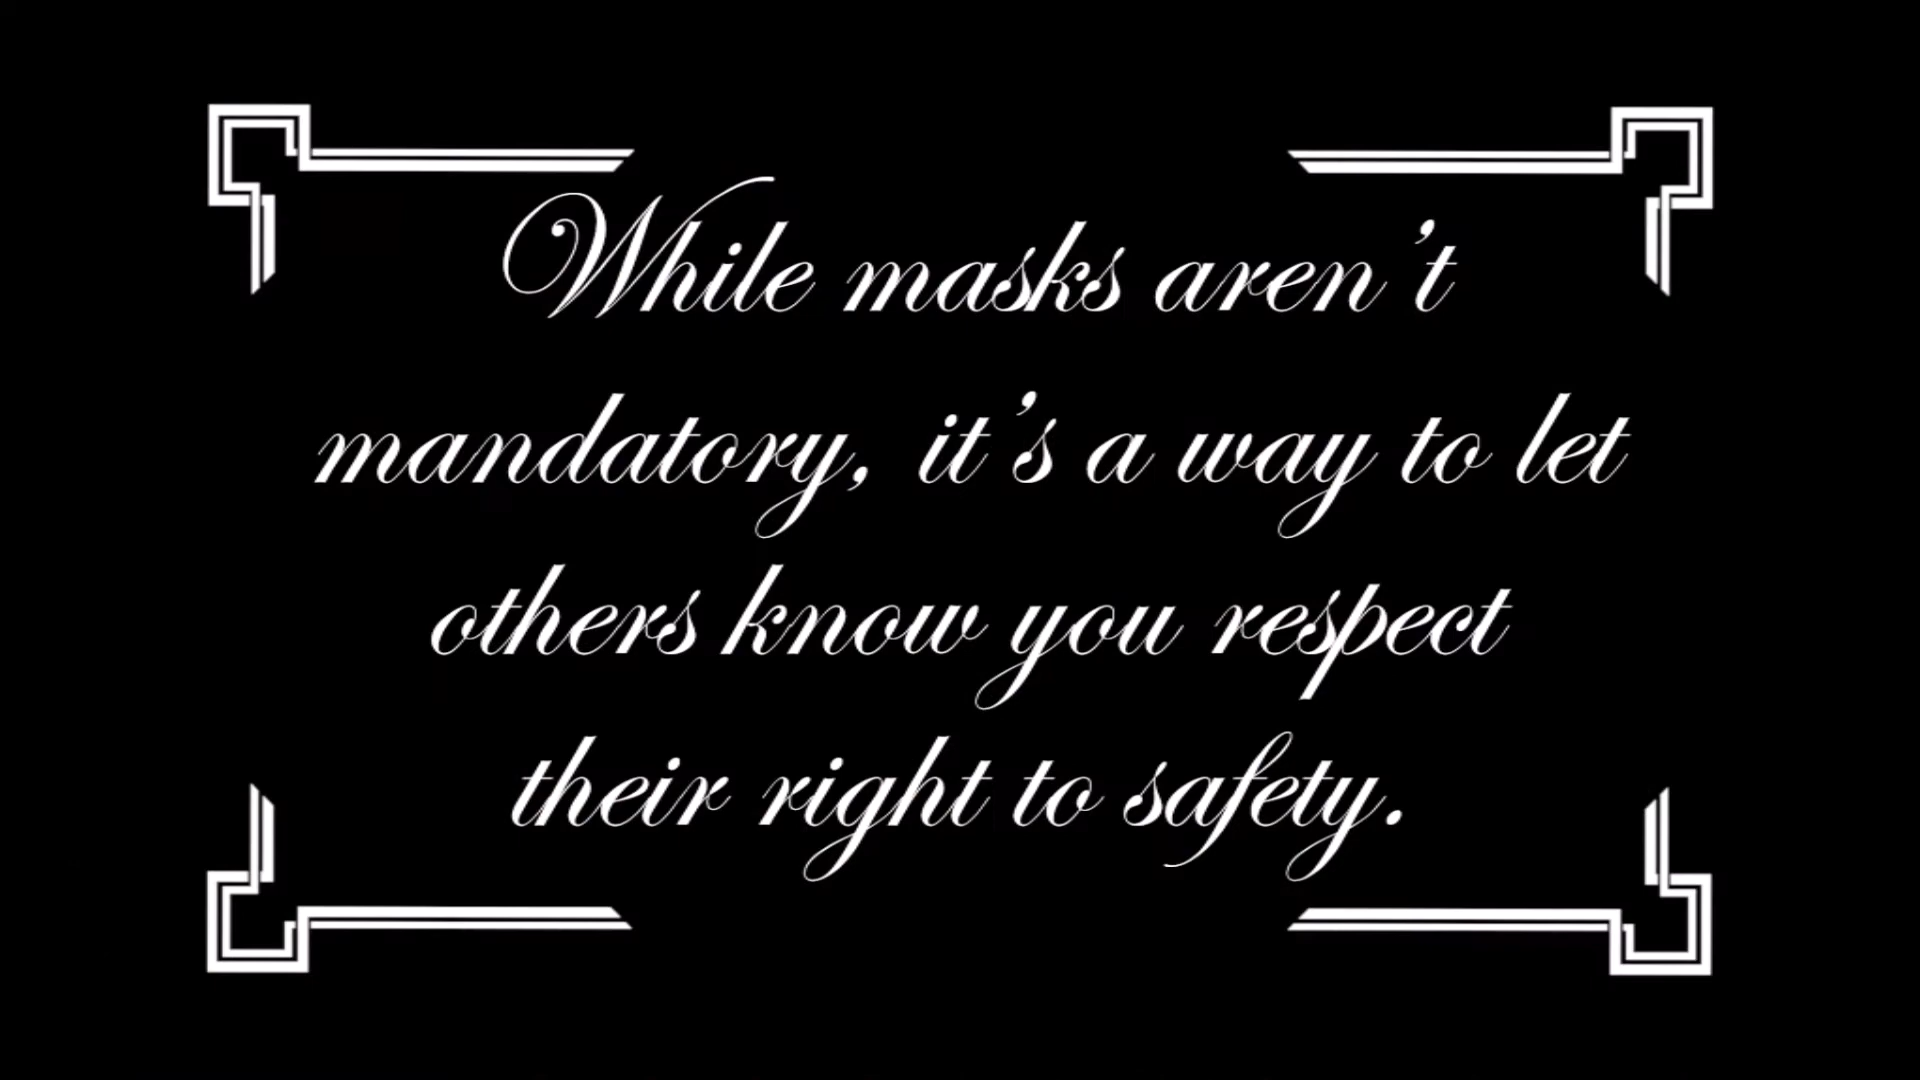 While masks aren't
mandatory, it's a way to let
others know you respect
their right to safety.